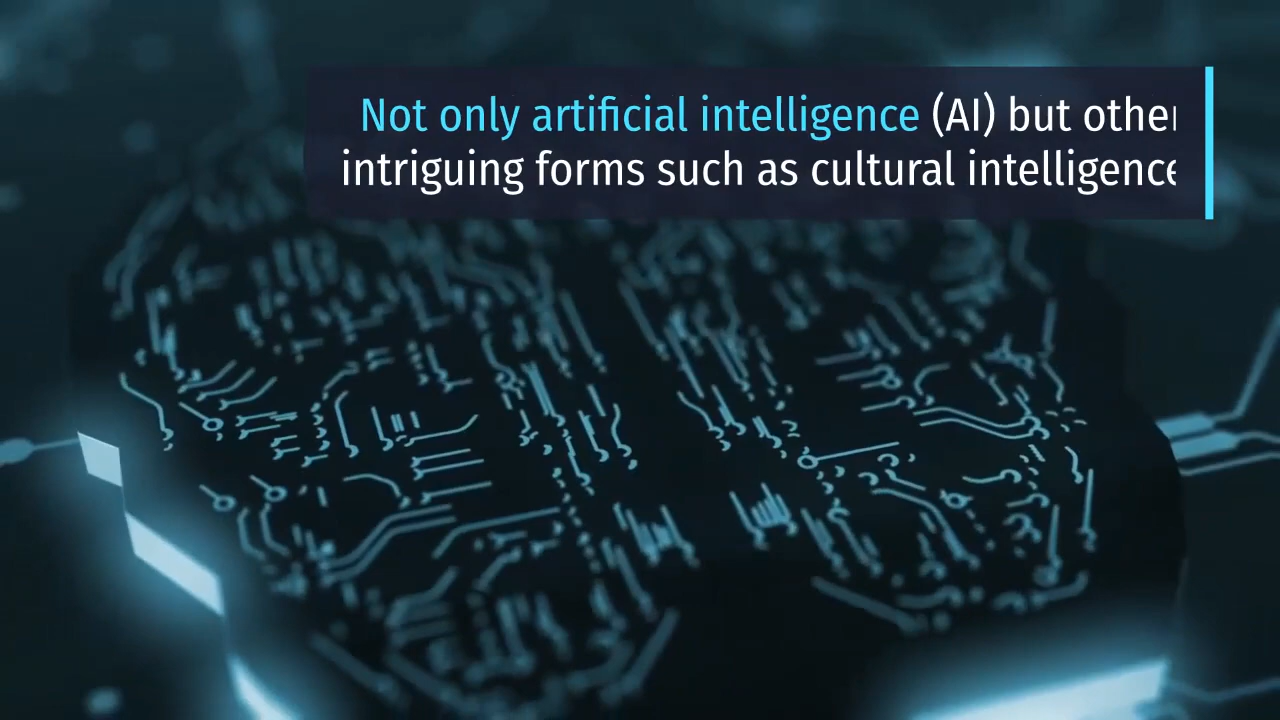 Not only artificial intelligence (AI) but other
intriguing forms such as cultural intelligence